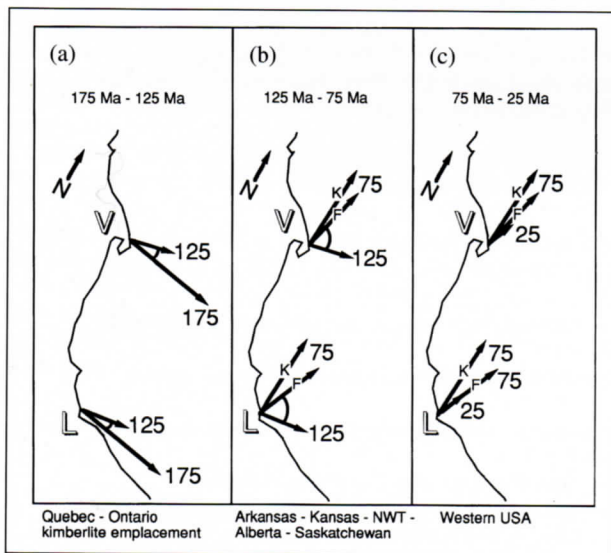 (a)
175 Ma - 125 Ma
N
V
125
175
L
125
175
Quebec - Ontario
kimberlite emplacement
(b)
125 Ma - 75 Ma
N
V
K
75
F
125
L
K
75
F
125
Arkansas - Kansas - NWT -
Alberta - Saskatchewan
(c)
75 Ma - 25 Ma
N
V
K
75
F
25
L
K
75
F
75
25
Western USA